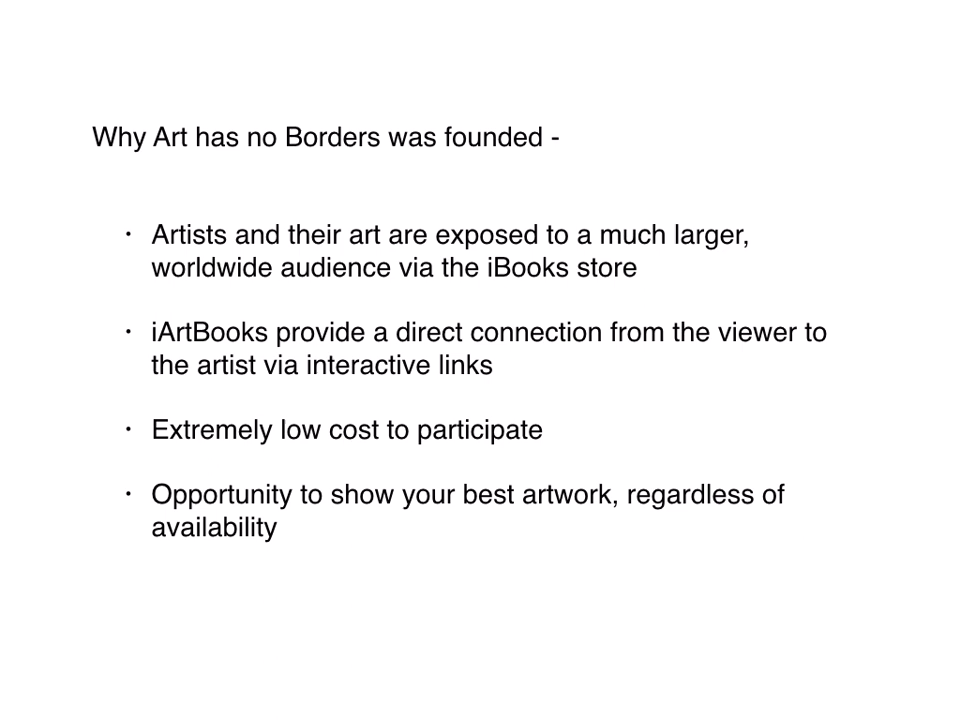 Why Art has no Borders was founded -
• Artists and their art are exposed to a much larger,
worldwide audience via the iBooks store
• iArtBooks provide a direct connection from the viewer to
the artist via interactive links
• Extremely low cost to participate
• Opportunity to show your best artwork, regardless of
availability